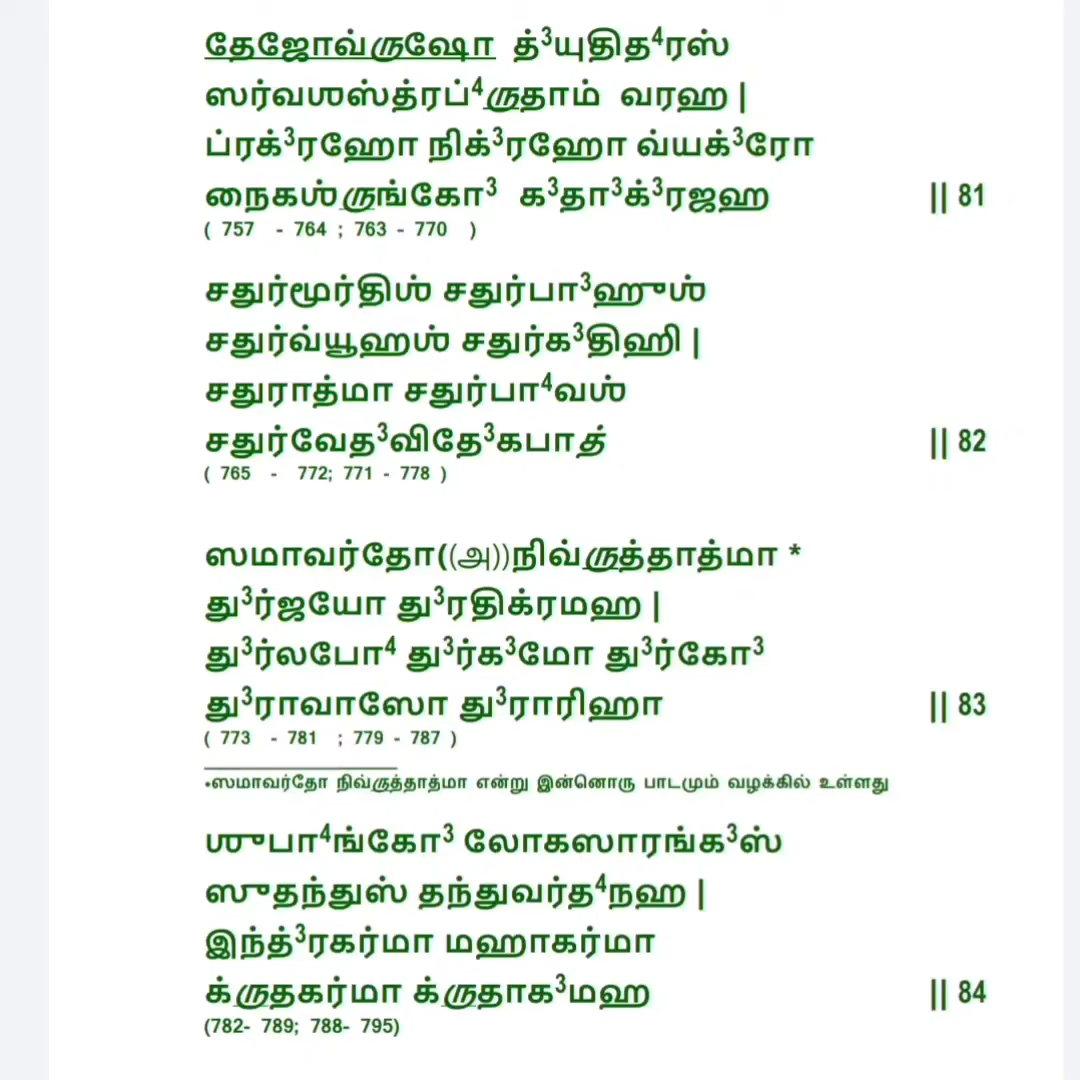 தேஜோவ்ருஷோ த்³யுதித⁴ரஸ்
ஸர்வஶஸ்த்ரப்⁴ருதாம் வரஹ |
ப்ரக்³ரஹோ நிக்³ரஹோ வ்யக்³ரோ
நைகஶ்ருங்கோ³ க³தா³க்³ரஜஹ || 81
( 757 - 764 ; 763 - 770 )
சதுர்மூர்திஶ் சதுர்பா³ஹுஶ்
சதுர்வ்யூஹஶ் சதுர்க³திஹி |
சதுராத்மா சதுர்பா⁴வஶ்
சதுர்வேத³விதே³கபாத் || 82
( 765 - 772; 771 - 778 )
ஸமாவர்தோ((அ))நிவ்ருத்தாத்மா *
து³ர்ஜயோ து³ரதிக்ரமஹ |
து³ர்லபோ⁴ து³ர்க³மோ து³ர்கோ³
து³ராவாஸோ து³ராரிஹா || 83
( 773 - 781 ; 779 - 787 )
*ஸமாவர்தோ நிவ்ருத்தாத்மா என்று இன்னொரு பாடமும் வழக்கில் உள்ளது
ஶுபா⁴ங்கோ³ லோகஸாரங்க³ஸ்
ஸுதந்துஸ் தந்துவர்த⁴நஹ |
இந்த்³ரகர்மா மஹாகர்மா
க்ருதகர்மா க்ருதாக³மஹ || 84
(782- 789; 788- 795)